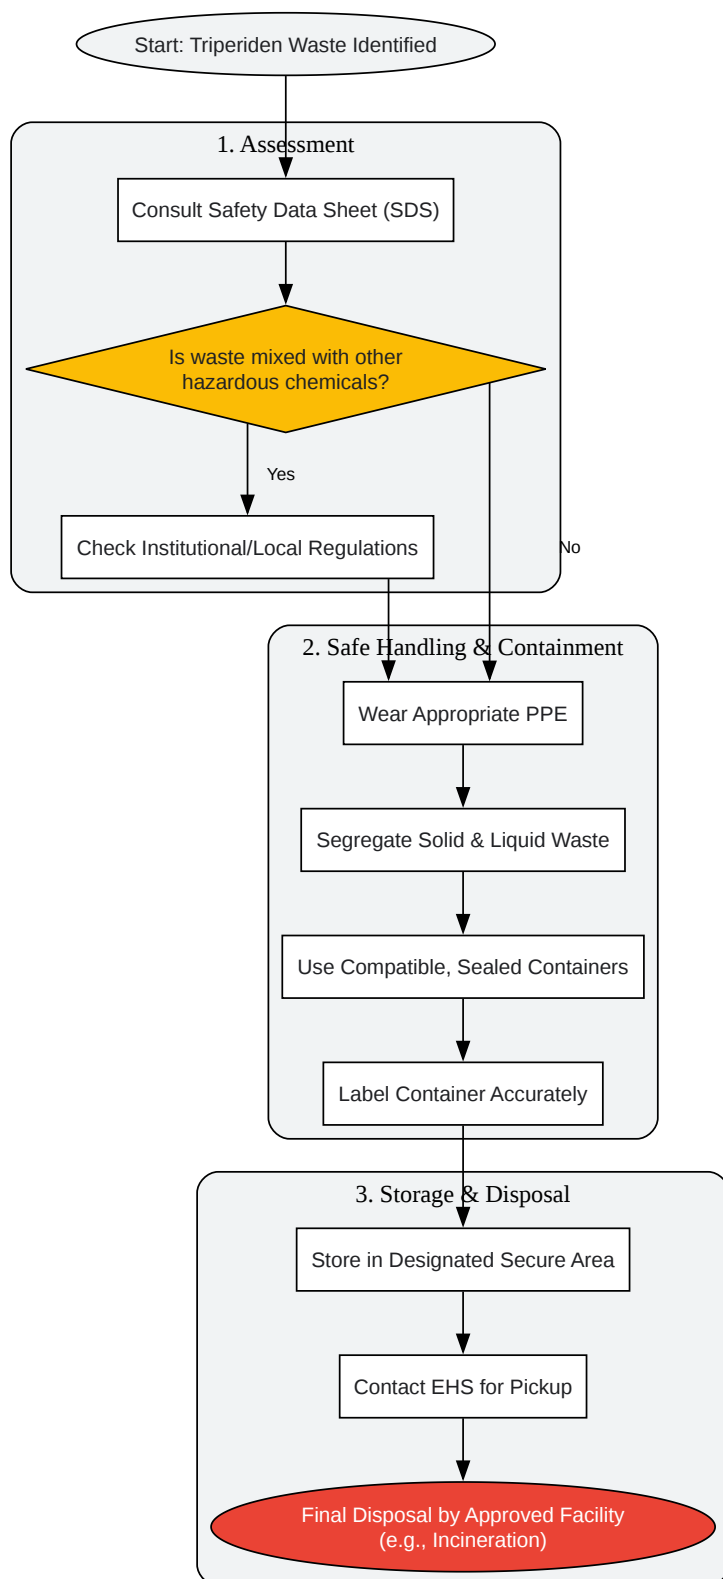 Start: Triperiden Waste Identified
1. Assessment
Consult Safety Data Sheet (SDS)
Is waste mixed with other
hazardous chemicals?
Yes
Check Institutional/Local Regulations
No
2. Safe Handling & Containment
Wear Appropriate PPE
Segregate Solid & Liquid Waste
Use Compatible, Sealed Containers
Label Container Accurately
3. Storage & Disposal
Store in Designated Secure Area
Contact EHS for Pickup
Final Disposal by Approved Facility
(e.g., Incineration)